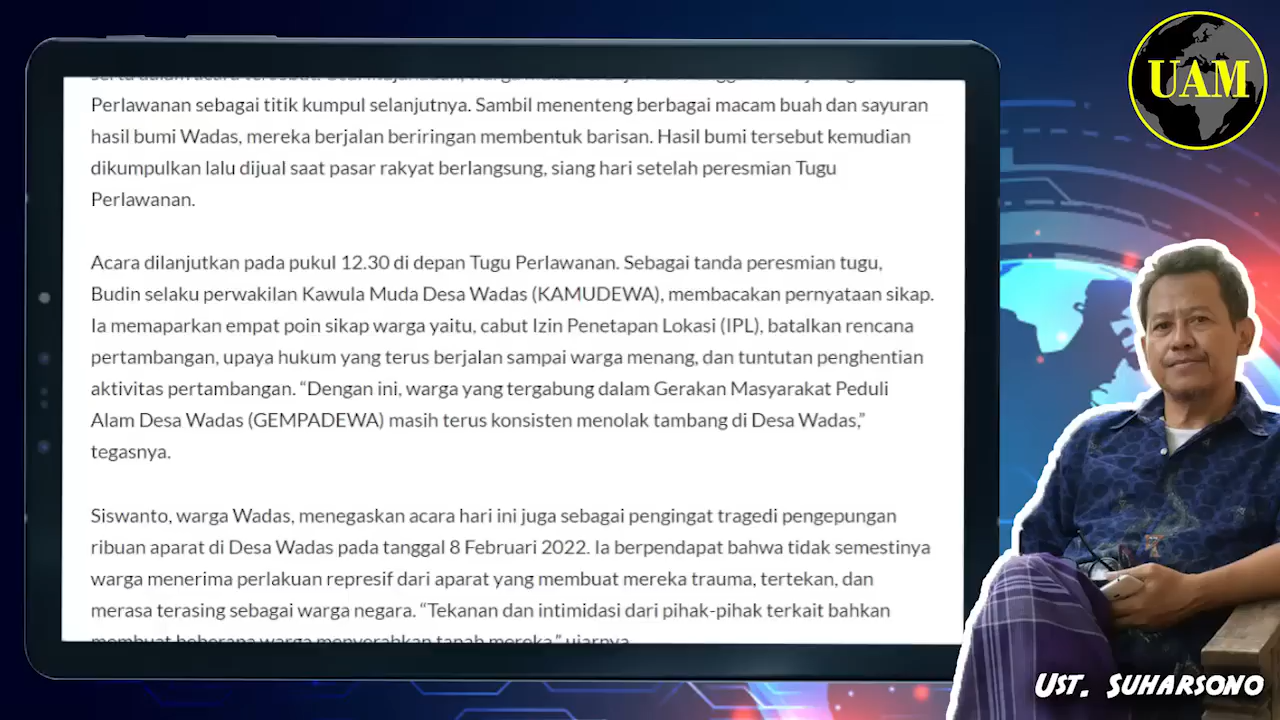 Perlawanan sebagai titik kumpul selanjutnya. Sambil menenteng berbagai macam buah dan sayuran
hasil bumi Wadas, mereka berjalan beriringan membentuk barisan. Hasil bumi tersebut kemudian
dikumpulkan lalu dijual saat pasar rakyat berlangsung, siang hari setelah peresmian Tugu
Perlawanan.
Acara dilanjutkan pada pukul 12.30 di depan Tugu Perlawanan. Sebagai tanda peresmian tugu,
Budin selaku perwakilan Kawula Muda Desa Wadas (KAMUDEWA), membacakan pernyataan sikap.
Ia memaparkan empat poin sikap warga yaitu, cabut Izin Penetapan Lokasi (IPL), batalkan rencana
pertambangan, upaya hukum yang terus berjalan sampai warga menang, dan tuntutan penghentian
aktivitas pertambangan. “Dengan ini, warga yang tergabung dalam Gerakan Masyarakat Peduli
Alam Desa Wadas (GEMPADEWA) masih terus konsisten menolak tambang di Desa Wadas,”
tegasnya.
Siswanto, warga Wadas, menegaskan acara hari ini juga sebagai pengingat tragedi pengepungan
ribuan aparat di Desa Wadas pada tanggal 8 Februari 2022. Ia berpendapat bahwa tidak semestinya
warga menerima perlakuan represif dari aparat yang membuat mereka trauma, tertekan, dan
merasa terasing sebagai warga negara. “Tekanan dan intimidasi dari pihak-pihak terkait bahkan
membuat beberapa warga menyerahkan tanah mereka,” ujarnya.
UAM
Ust. Suharsono